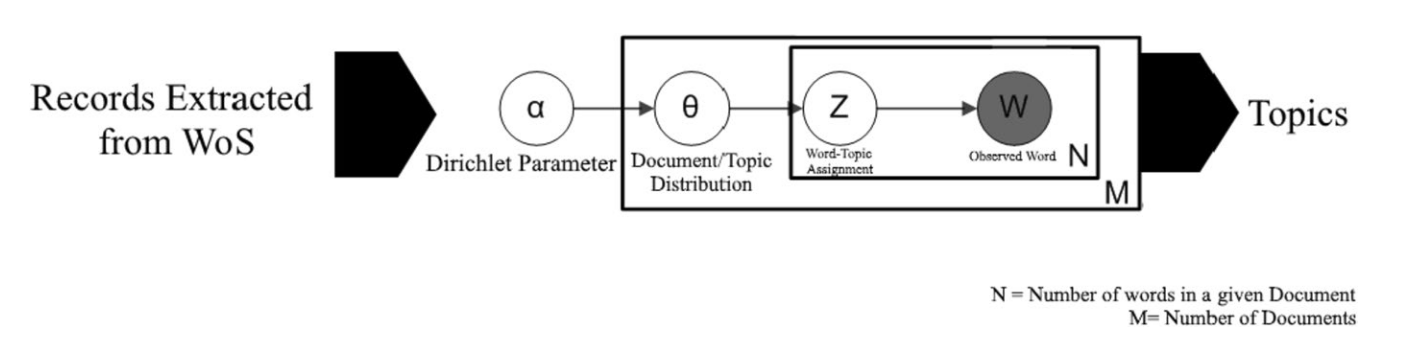 Records Extracted
from WoS
α
Dirichlet Parameter
θ
Document/Topic
Distribution
Z
Word-Topic
Assignment
W
Observed Word
N
M
Topics
N = Number of words in a given Document
M= Number of Documents